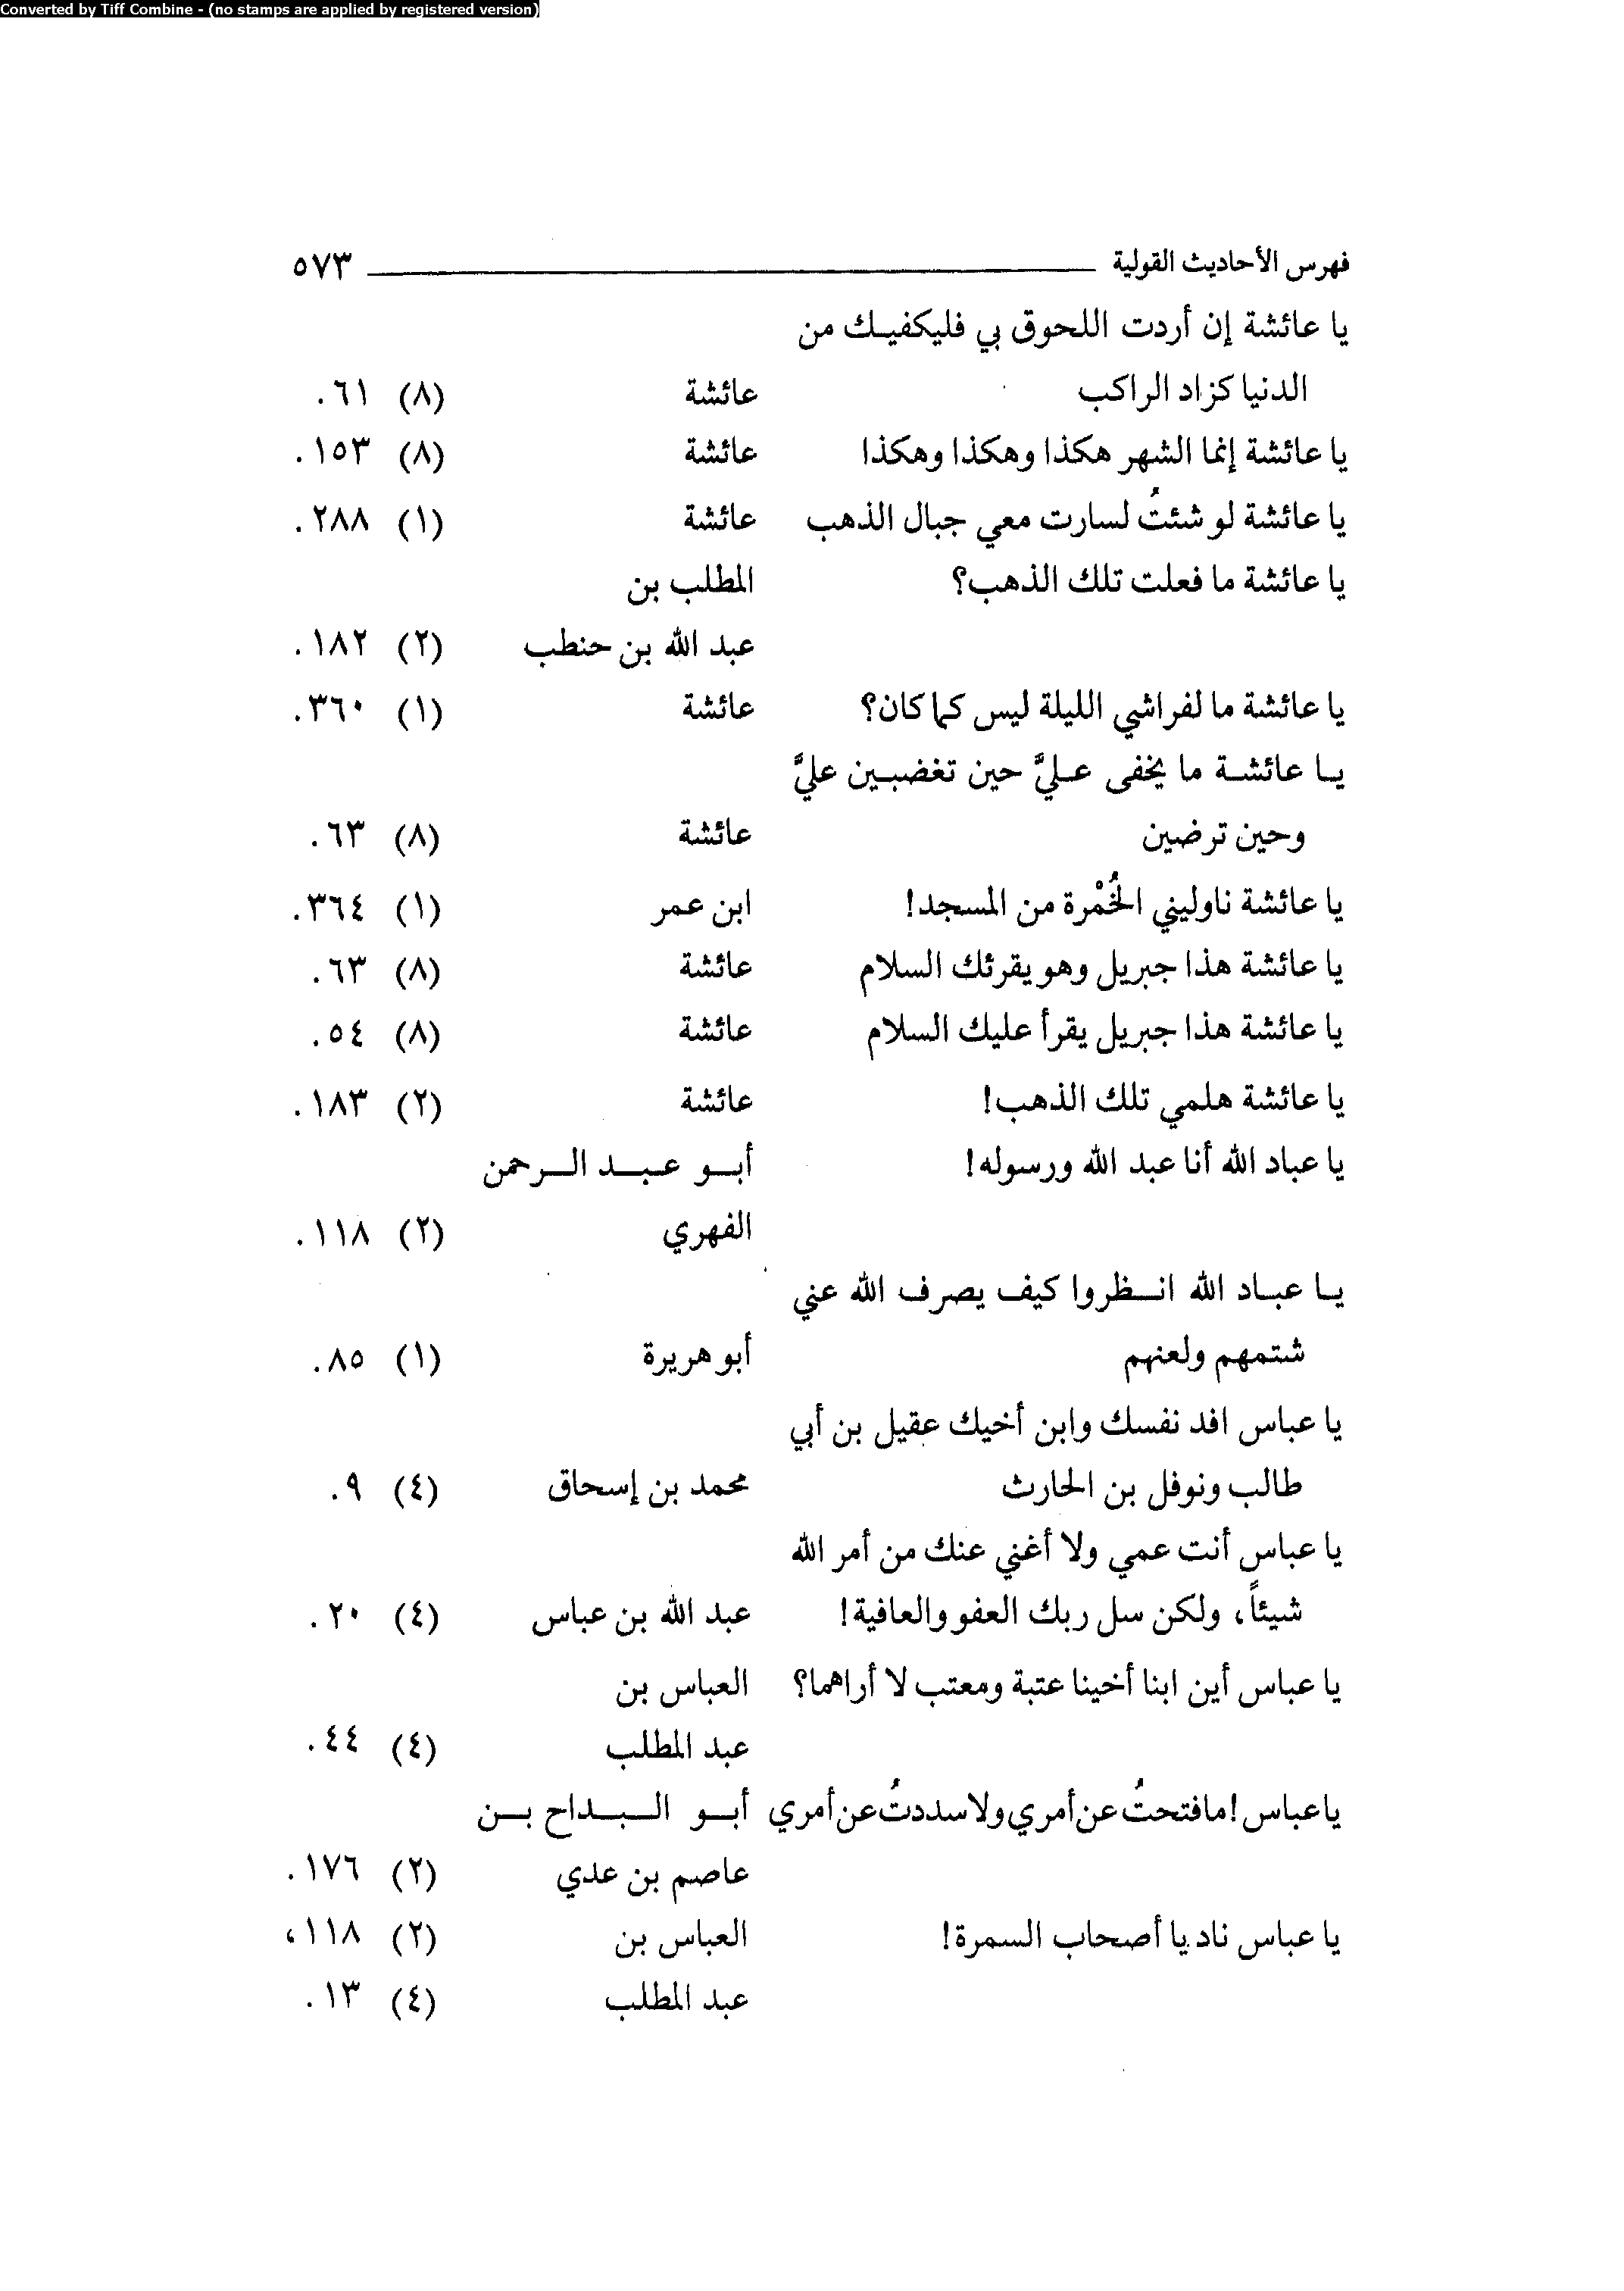 Converted by Tiff Combine - (no stamps are applied by registered version)
فهرس الأحاديث القولية ٥٧٣
يا عائشة إن أردت اللحوق بي فليكفيك من
الدنيا كزاد الراكب عائشة (٨) ٦١.
يا عائشة إنما الشهر هكذا وهكذا وهكذا عائشة (٨) ١٥٣.
يا عائشة لو شئتُ لسارت معي جبال الذهب عائشة (١) ٢٨٨.
يا عائشة ما فعلت تلك الذهب؟ المطلب بن
عبد الله بن حنطب (٢) ١٨٢.
يا عائشة ما لفراشي الليلة ليس كما كان؟ عائشة (١) ٣٦٠.
يا عائشة ما يخفى عليَّ حين تغضبين عليَّ
وحين ترضين عائشة (٨) ٦٣.
يا عائشة ناوليني الخُمْرة من المسجد! ابن عمر (١) ٣٦٤.
يا عائشة هذا جبريل وهو يقرئك السلام عائشة (٨) ٦٣.
يا عائشة هذا جبريل يقرأ عليك السلام عائشة (٨) ٥٤.
يا عائشة هلمي تلك الذهب! عائشة (٢) ١٨٣.
يا عباد الله أنا عبد الله ورسوله! أبو عبد الرحمن
الفهري (٢) ١١٨.
يا عباد الله انظروا كيف يصرف الله عني
شتمهم ولعنهم أبو هريرة (١) ٨٥.
يا عباس افد نفسك وابن أخيك عقيل بن أبي
طالب ونوفل بن الحارث محمد بن إسحاق (٤) ٩.
يا عباس أنت عمي ولا أغني عنك من أمر الله
شيئاً، ولكن سل ربك العفو والعافية! عبد الله بن عباس (٤) ٢٠.
يا عباس أين ابنا أخينا عتبة ومعتب لا أراهما؟ العباس بن
عبد المطلب (٤) ٤٤.
يا عباس! ما فتحتُ عن أمري ولا سددتُ عن أمري أبو البداح بن
عاصم بن عدي (٢) ١٧٦.
يا عباس ناد يا أصحاب السمرة! العباس بن (٢) ١١٨،
عبد المطلب (٤) ١٣.